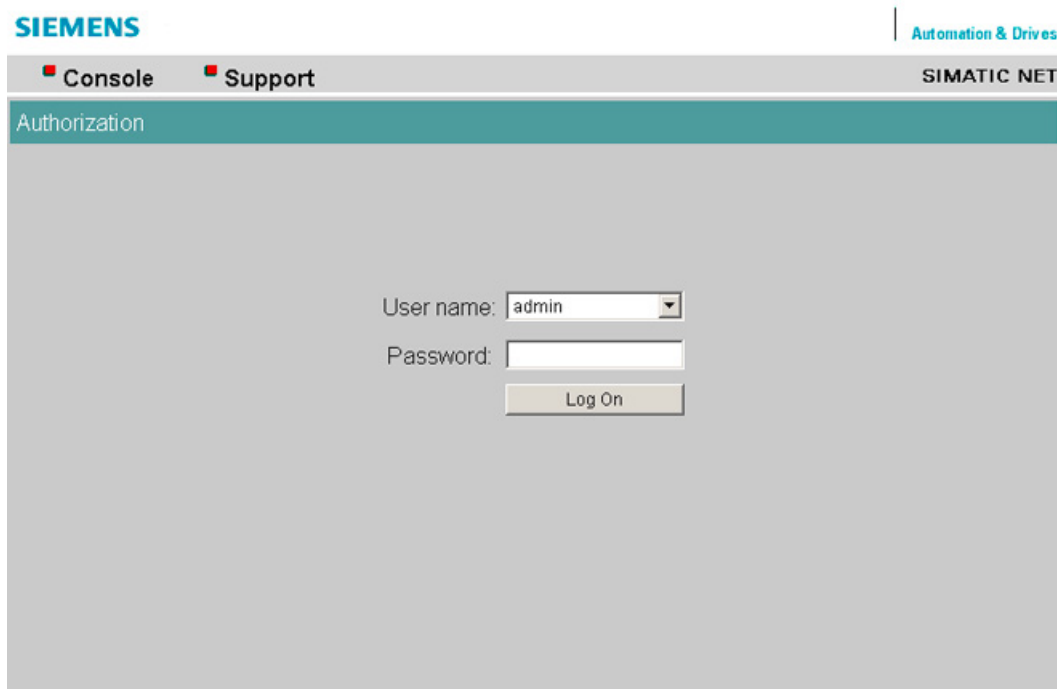 SIEMENS
Automation & Drives
Console Support SIMATIC NET
Authorization
User name: admin
Password:
Log On